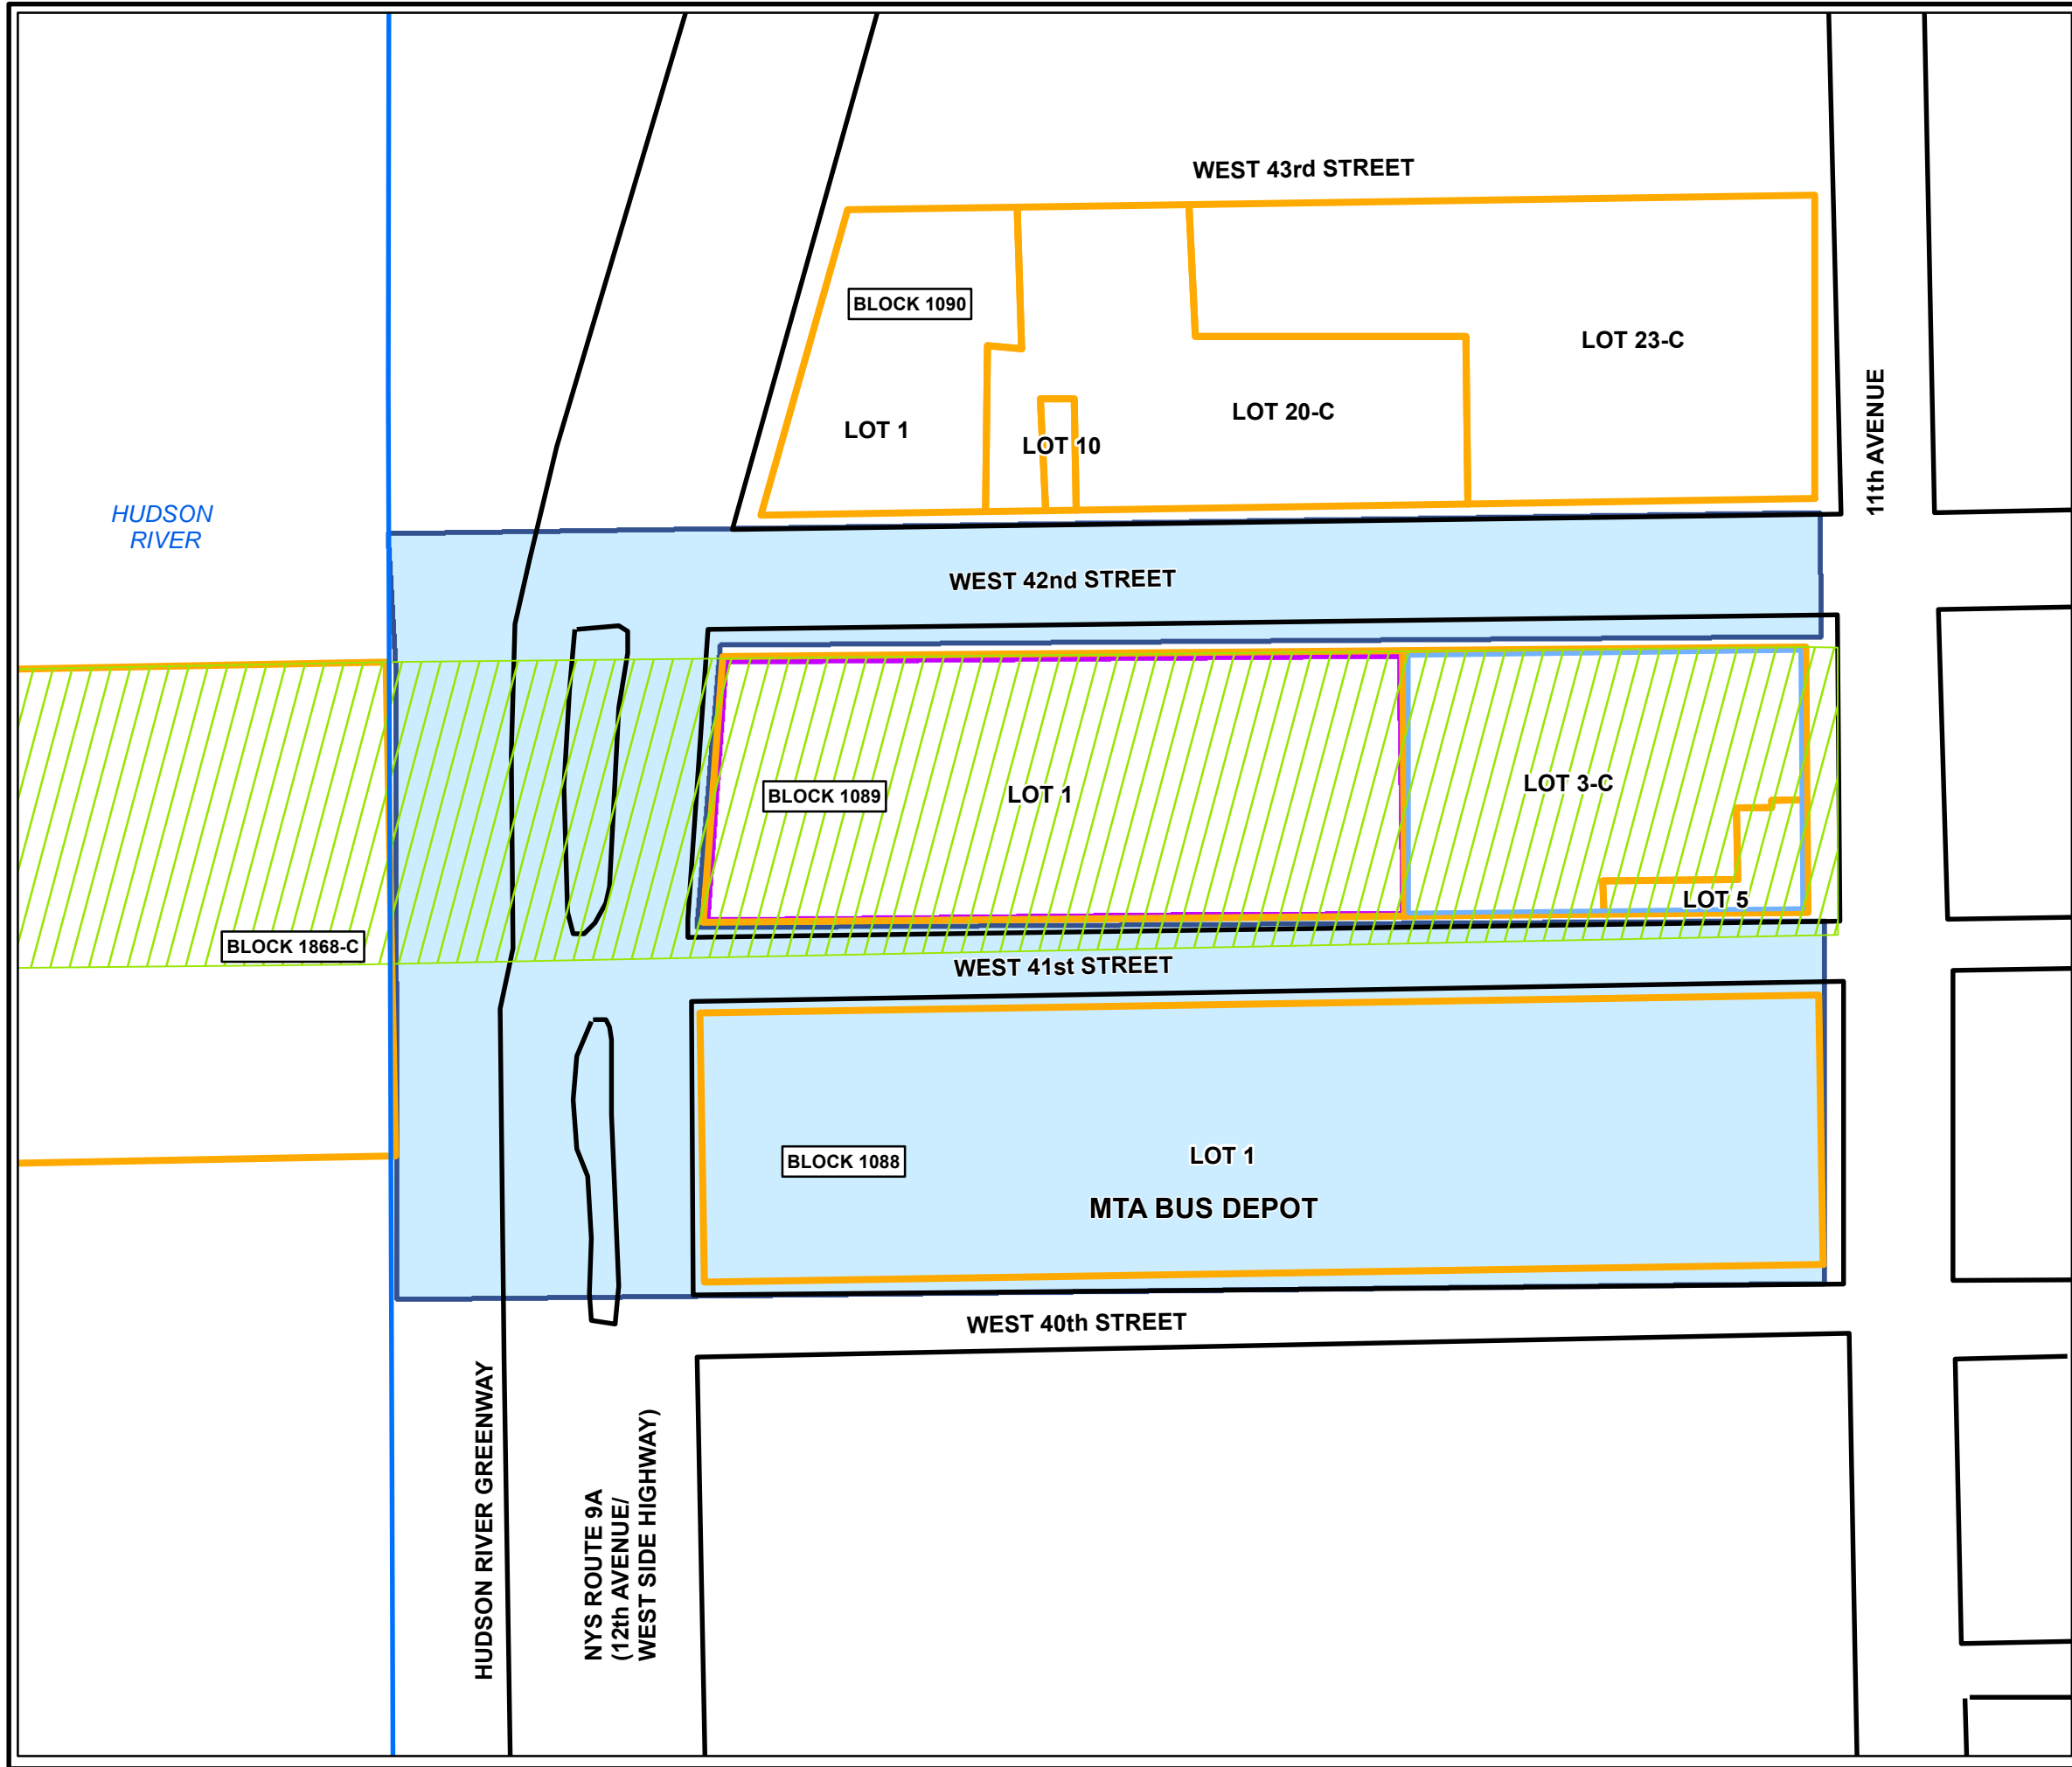 WEST 43rd STREET
BLOCK 1090
LOT 23-C
LOT 20-C
LOT 1
LOT 10
11th AVENUE
HUDSON
RIVER
WEST 42nd STREET
LOT 3-C
BLOCK 1089
LOT 1
LOT 5
BLOCK 1868-C
WEST 41st STREET
LOT 1
BLOCK 1088
MTA BUS DEPOT
WEST 40th STREET
HUDSON RIVER GREENWAY
NYS ROUTE 9A
(12th AVENUE/
WEST SIDE HIGHWAY)